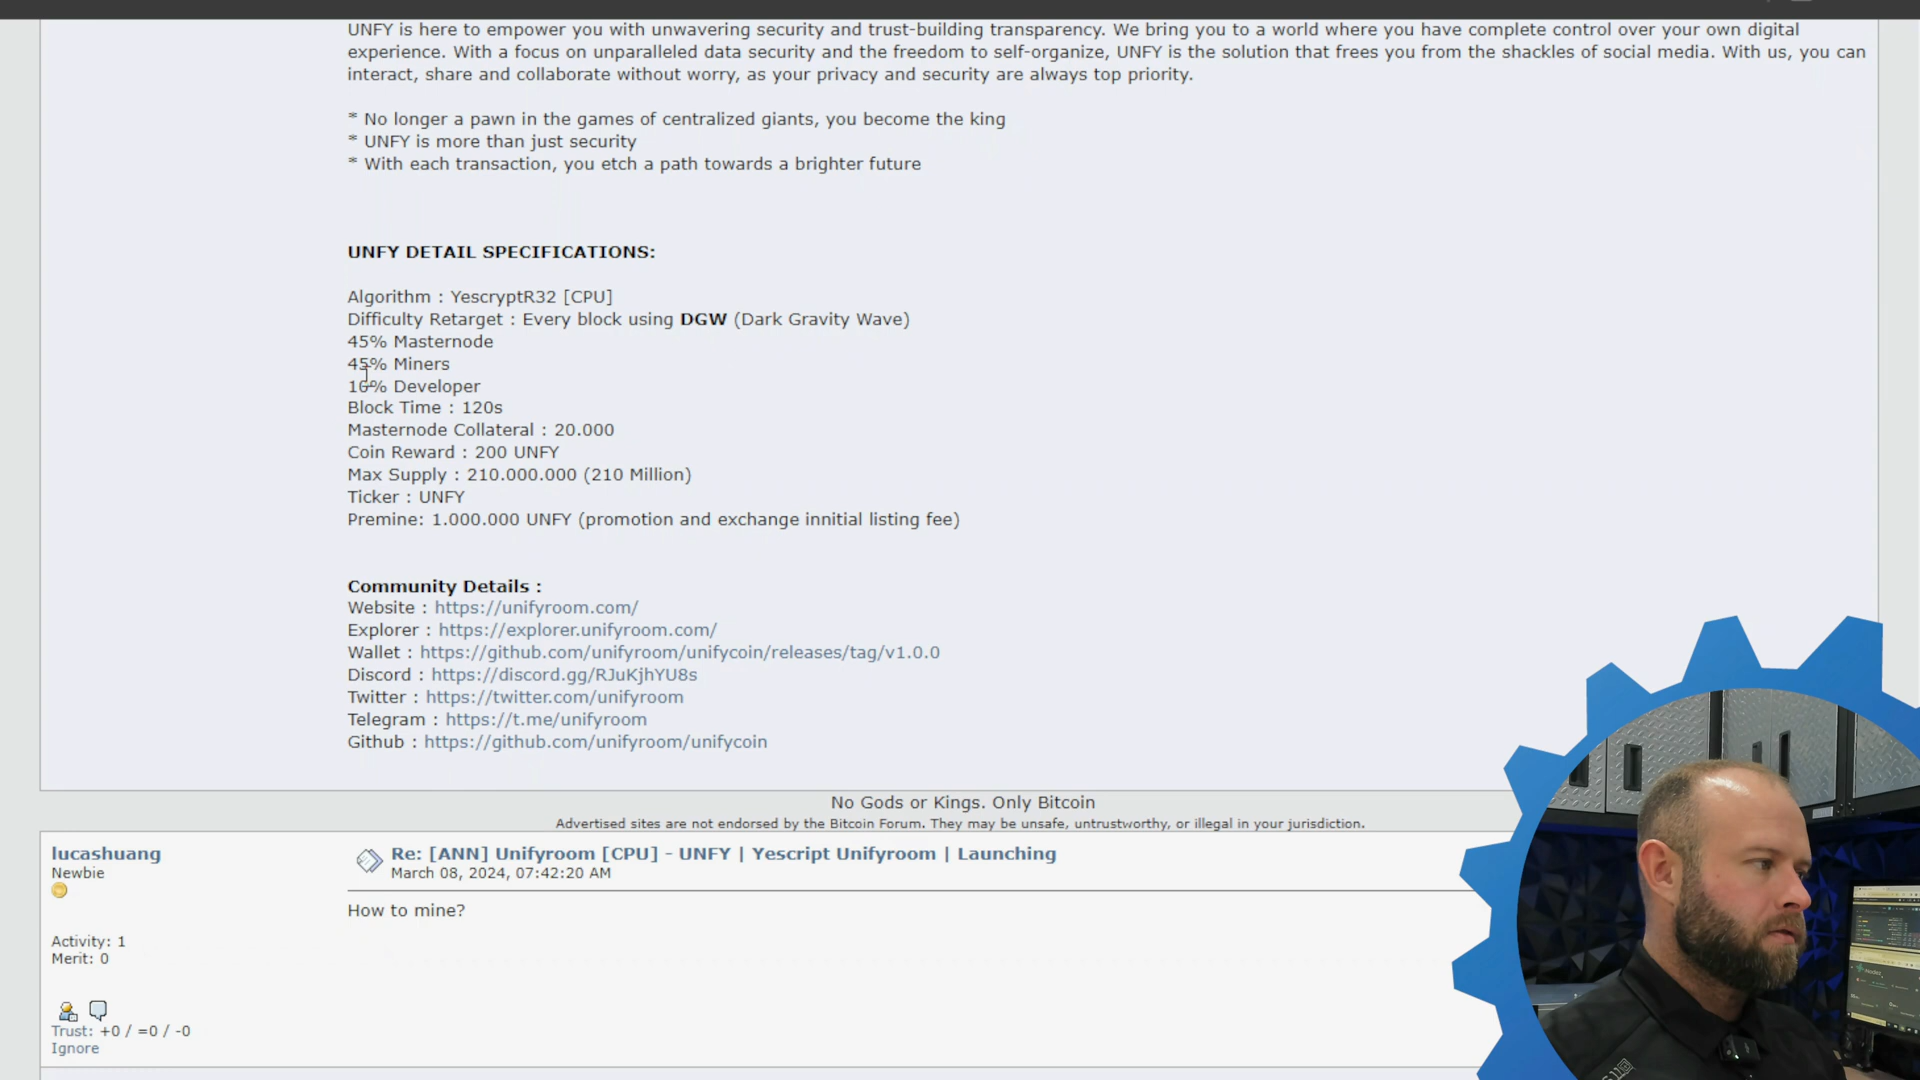 UNFY is here to empower you with unwavering security and trust-building transparency. We bring you to a world where you have complete control over your own digital
experience. With a focus on unparalleled data security and the freedom to self-organize, UNFY is the solution that frees you from the shackles of social media. With us, you can
interact, share and collaborate without worry, as your privacy and security are always top priority.
* No longer a pawn in the games of centralized giants, you become the king
* UNFY is more than just security
* With each transaction, you etch a path towards a brighter future
UNFY DETAIL SPECIFICATIONS:
Algorithm : YescryptR32 [CPU]
Difficulty Retarget : Every block using DGW (Dark Gravity Wave)
45% Masternode
45% Miners
10% Developer
Block Time : 120s
Masternode Collateral : 20.000
Coin Reward : 200 UNFY
Max Supply : 210.000.000 (210 Million)
Ticker : UNFY
Premine: 1.000.000 UNFY (promotion and exchange innitial listing fee)
Community Details :
Website : https://unifyroom.com/
Explorer : https://explorer.unifyroom.com/
Wallet : https://github.com/unifyroom/unifycoin/releases/tag/v1.0.0
Discord : https://discord.gg/RJuKjhYU8s
Twitter : https://twitter.com/unifyroom
Telegram : https://t.me/unifyroom
Github : https://github.com/unifyroom/unifycoin
No Gods or Kings. Only Bitcoin
Advertised sites are not endorsed by the Bitcoin Forum. They may be unsafe, untrustworthy, or illegal in your jurisdiction.
lucashuang
Newbie
Activity: 1
Merit: 0
Trust: +0 / =0 / -0
Ignore
Re: [ANN] Unifyroom [CPU] - UNFY | Yescript Unifyroom | Launching
March 08, 2024, 07:42:20 AM
How to mine?